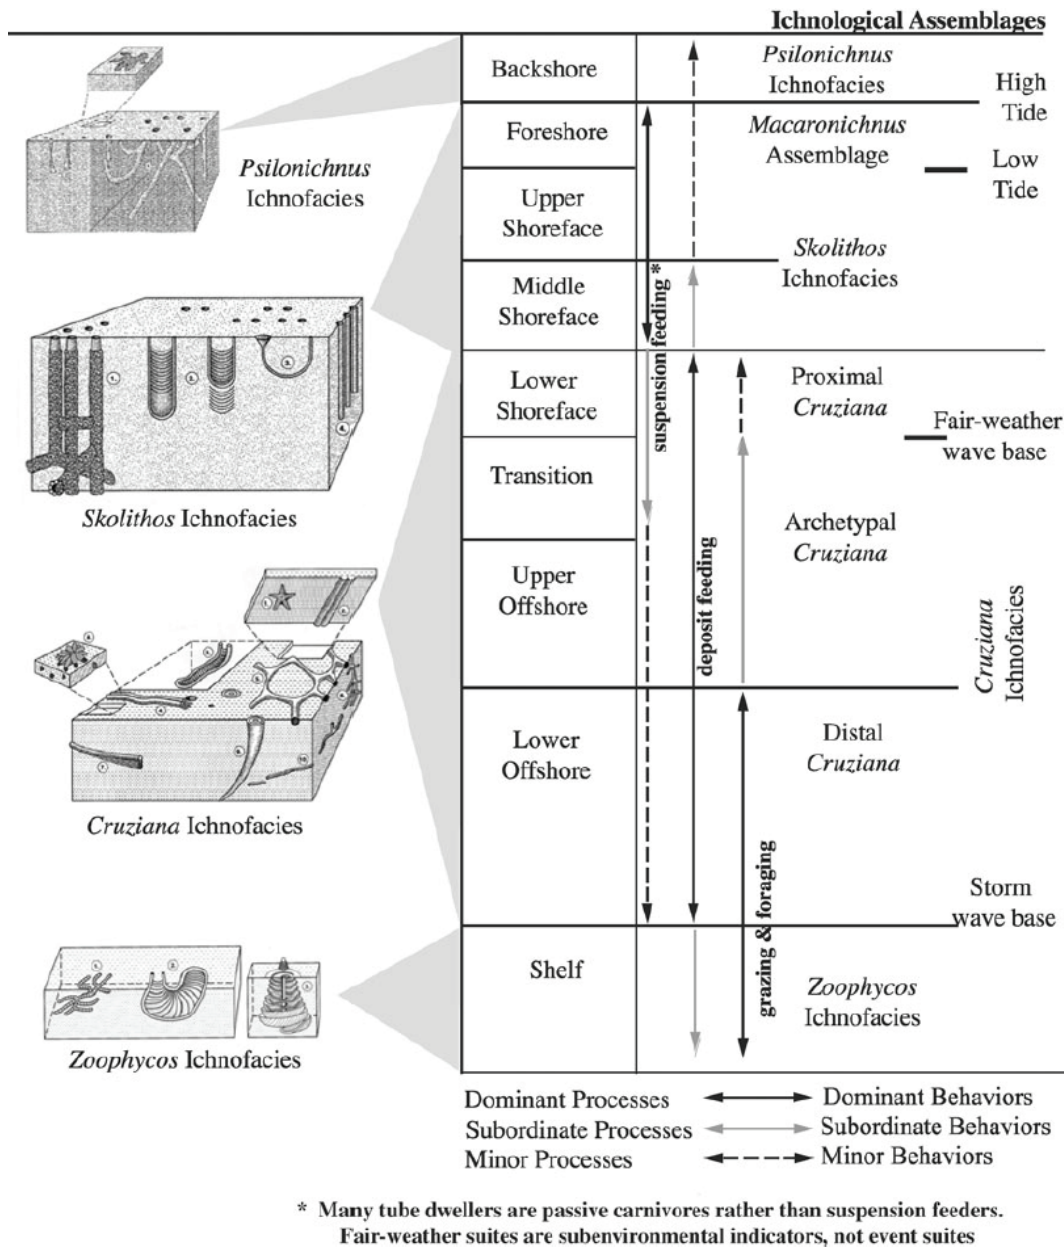 Ichnological Assemblages
Psilonichnus
Ichnofacies
Skolithos Ichnofacies
Cruziana Ichnofacies
Zoophycos Ichnofacies
Backshore
Foreshore
Upper
Shoreface
Middle
Shoreface
Lower
Shoreface
Transition
Upper
Offshore
Lower
Offshore
Shelf
suspension feeding *
deposit feeding
grazing & foraging
Psilonichnus
Ichnofacies
Macaronichnus
Assemblage
Skolithos
Ichnofacies
Proximal
Cruziana
Archetypal
Cruziana
Distal
Cruziana
Zoophycos
Ichnofacies
High
Tide
Low
Tide
Fair-weather
wave base
Cruziana
Ichnofacies
Storm
wave base
Dominant Processes Dominant Behaviors
Subordinate Processes Subordinate Behaviors
Minor Processes Minor Behaviors
* Many tube dwellers are passive carnivores rather than suspension feeders.
Fair-weather suites are subenvironmental indicators, not event suites